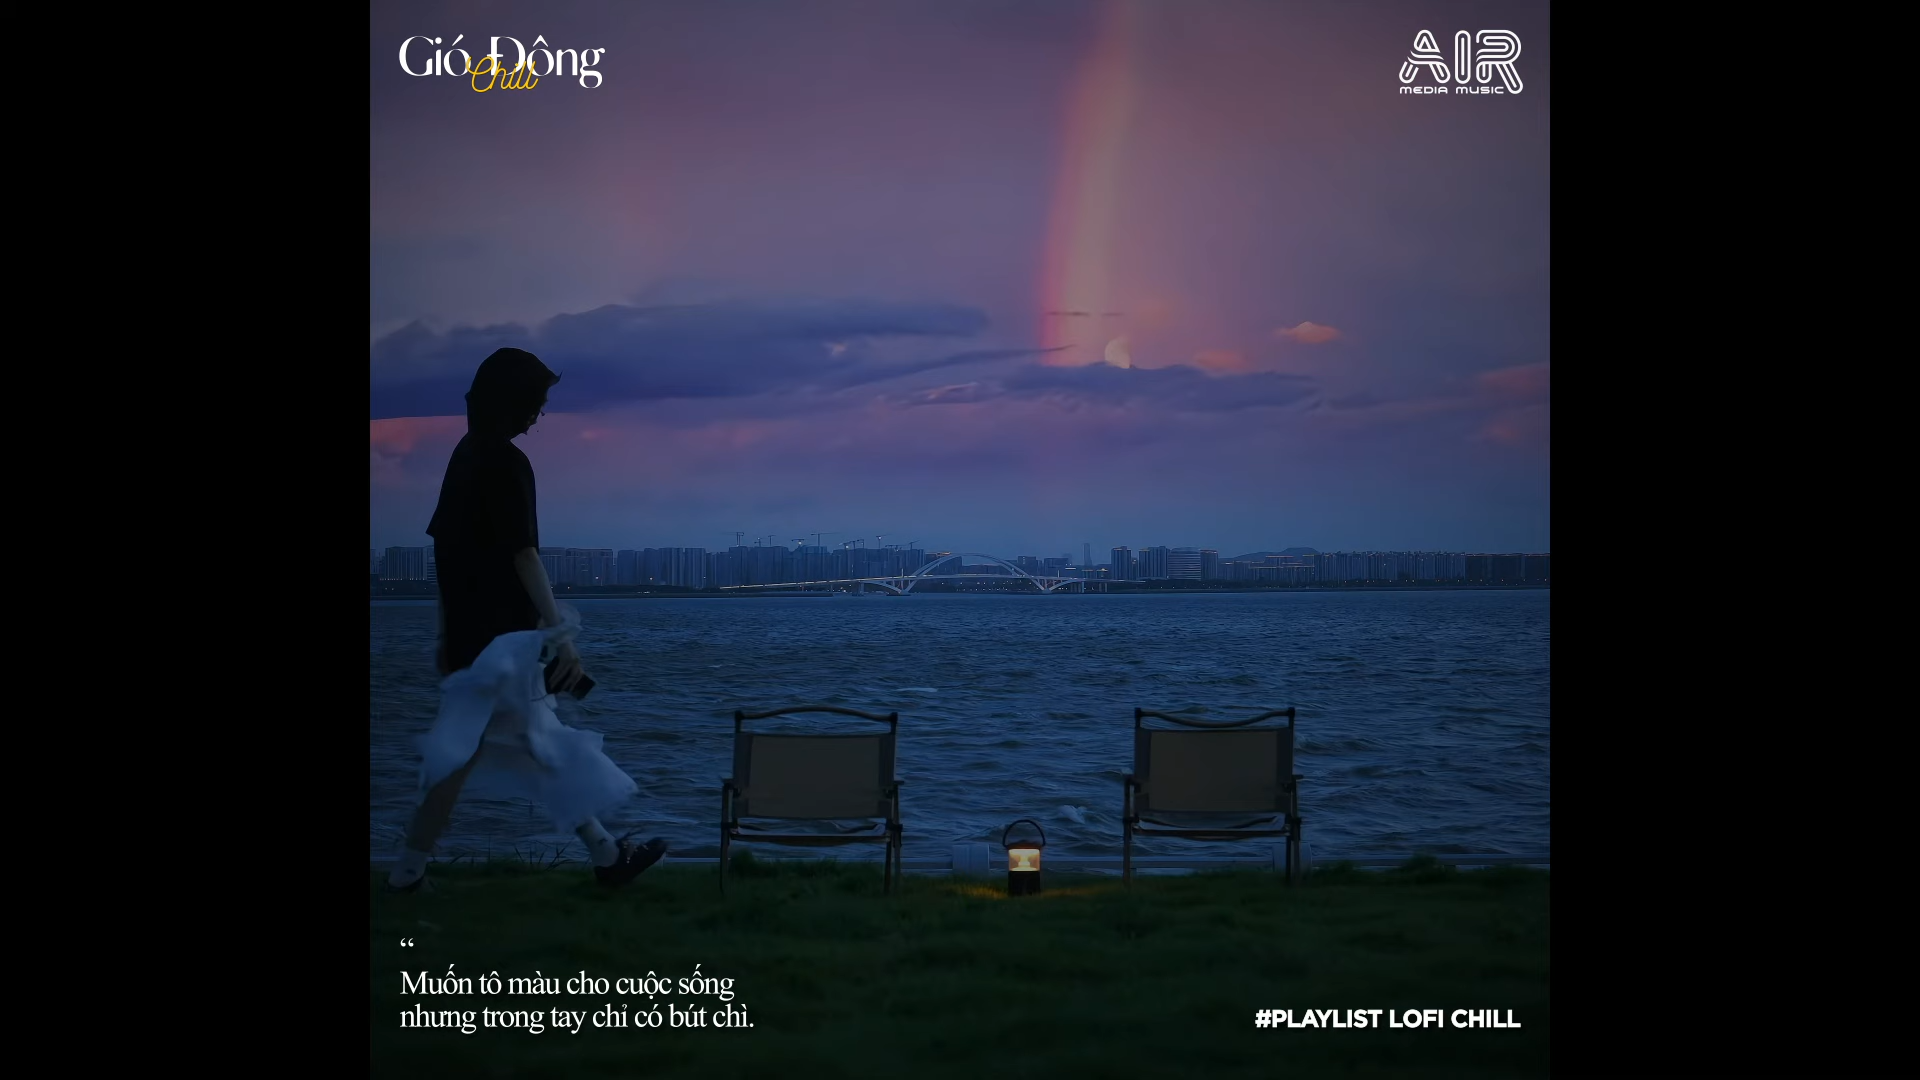 Gió Đông
Chill
AIR
MEDIA MUSIC
“
Muốn tô màu cho cuộc sống
nhưng trong tay chỉ có bút chì.
#PLAYLIST LOFI CHILL